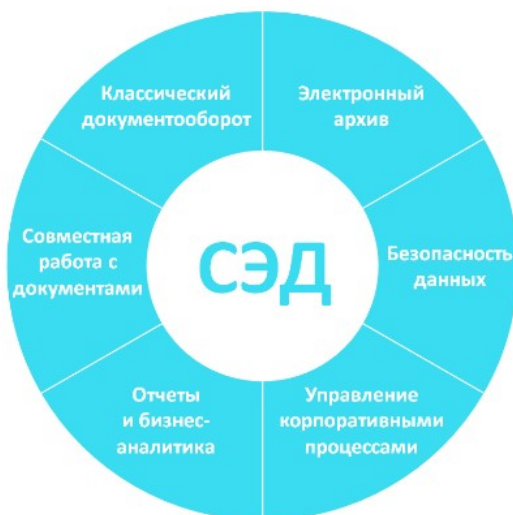 Классический
документооборот
Электронный
архив
Безопасность
данных
Управление
корпоративными
процессами
Отчеты
и бизнес-
аналитика
Совместная
работа с
документами
СЭД